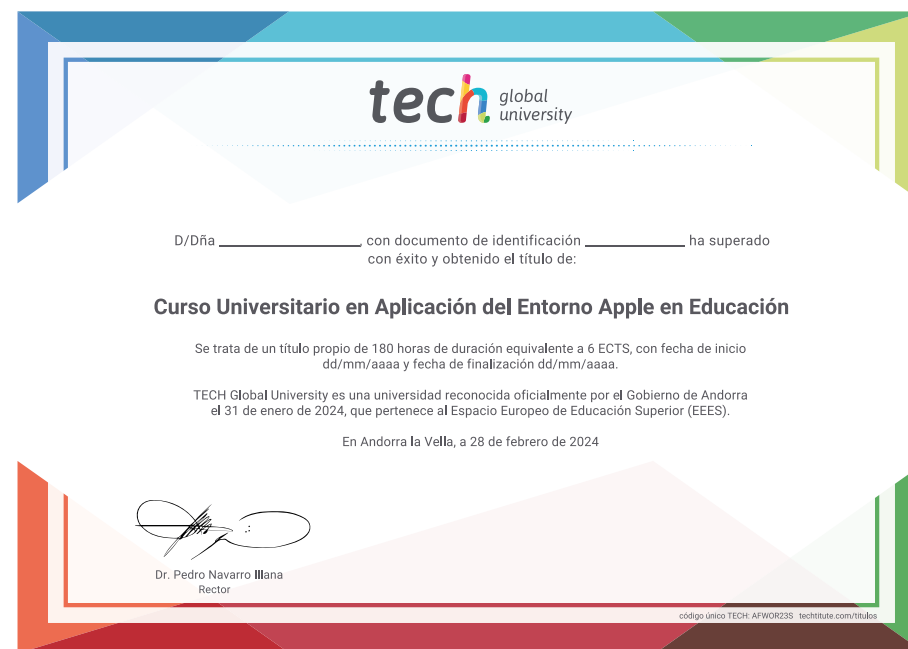 tech global university
D/Dña ____________________, con documento de identificación ______________ ha superado
con éxito y obtenido el título de:
Curso Universitario en Aplicación del Entorno Apple en Educación
Se trata de un título propio de 180 horas de duración equivalente a 6 ECTS, con fecha de inicio
dd/mm/aaaa y fecha de finalización dd/mm/aaaa.
TECH Global University es una universidad reconocida oficialmente por el Gobierno de Andorra
el 31 de enero de 2024, que pertenece al Espacio Europeo de Educación Superior (EEES).
En Andorra la Vella, a 28 de febrero de 2024
Dr. Pedro Navarro Illana
Rector
código único TECH: AFWOR23S techtitute.com/titulos